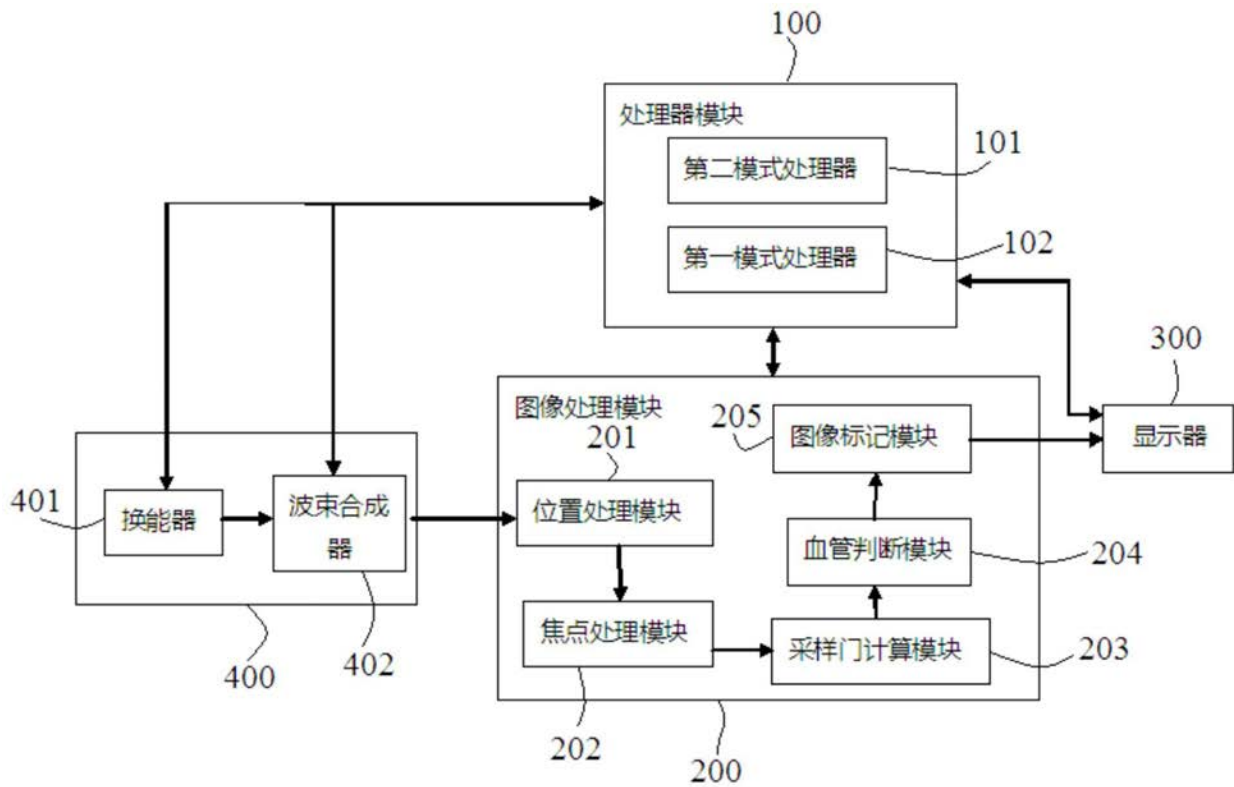 100
处理器模块
第二模式处理器
101
第一模式处理器
102
300
显示器
图像处理模块
205
图像标记模块
201
位置处理模块
401
换能器
波束合成
器
血管判断模块
204
焦点处理模块
采样门计算模块
203
400
402
202
200